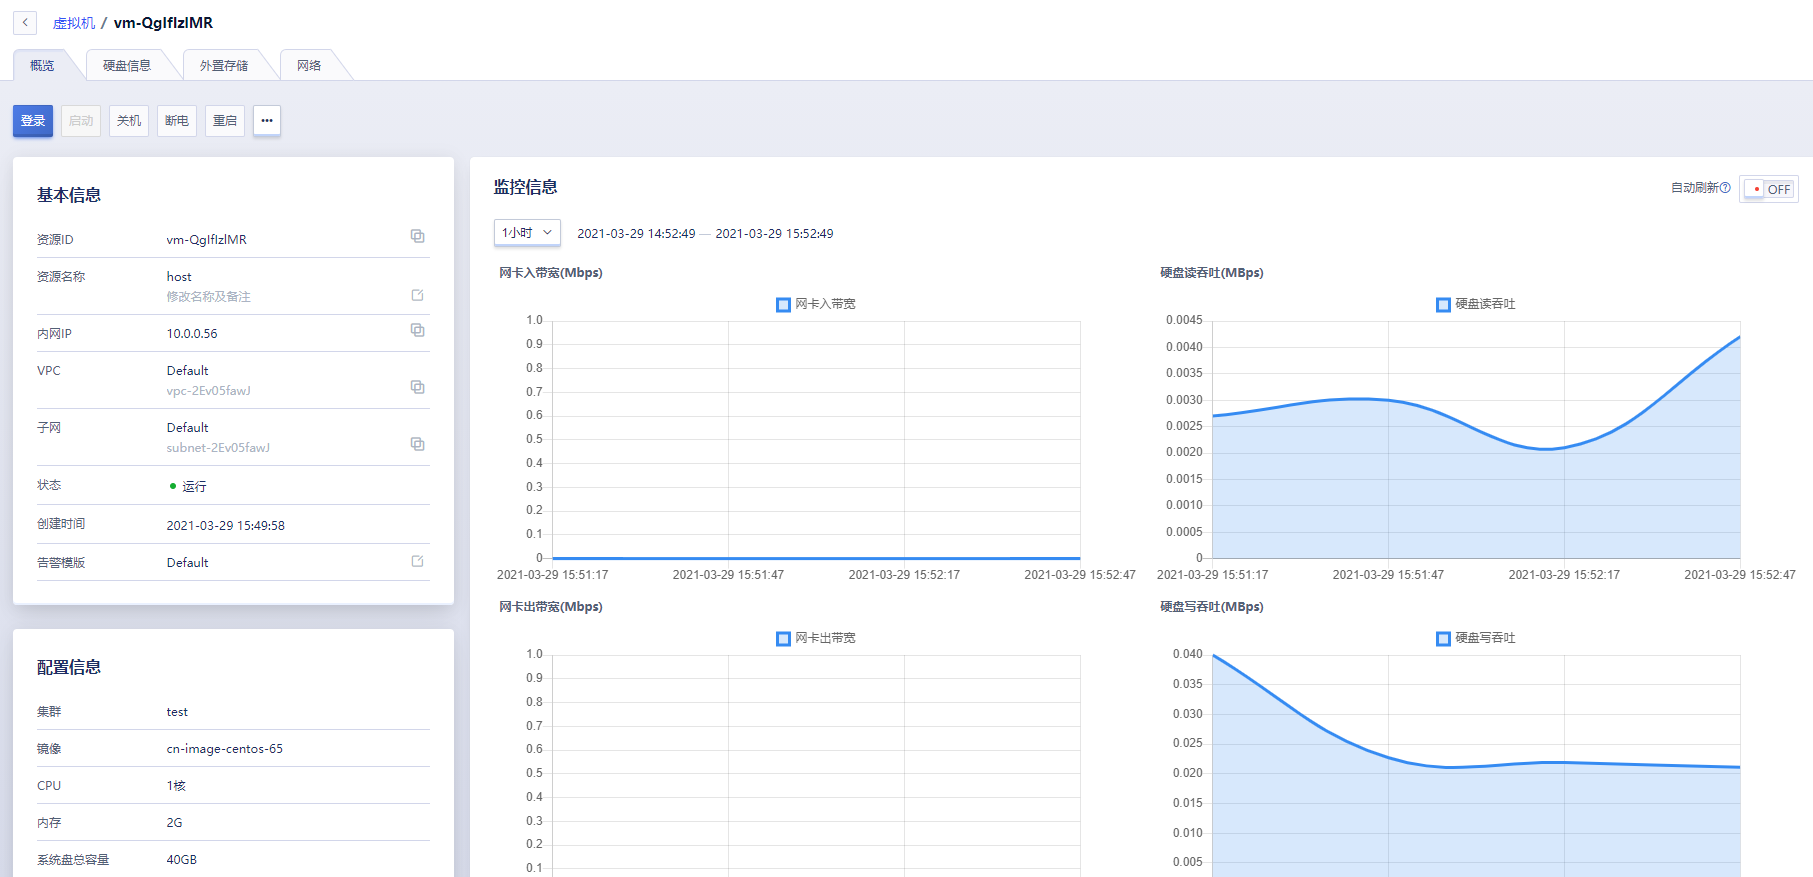 虚拟机 / vm-QgIfIzlMR
概览
硬盘信息
外置存储
网络
登录
启动
关机
断电
重启
基本信息
资源ID vm-QgIfIzlMR
资源名称 host
修改名称及备注
内网IP 10.0.0.56
VPC Default
vpc-2Ev05fawJ
子网 Default
subnet-2Ev05fawJ
状态 运行
创建时间 2021-03-29 15:49:58
告警模版 Default
配置信息
集群 test
镜像 cn-image-centos-65
CPU 1核
内存 2G
系统盘总容量 40GB
监控信息
自动刷新 OFF
1小时 2021-03-29 14:52:49 — 2021-03-29 15:52:49
网卡入带宽(Mbps)
网卡入带宽
1.0
0.9
0.8
0.7
0.6
0.5
0.4
0.3
0.2
0.1
0
2021-03-29 15:51:17 2021-03-29 15:51:47 2021-03-29 15:52:17 2021-03-29 15:52:47
硬盘读吞吐(MBps)
硬盘读吞吐
0.0045
0.0040
0.0035
0.0030
0.0025
0.0020
0.0015
0.0010
0.0005
0
2021-03-29 15:51:17 2021-03-29 15:51:47 2021-03-29 15:52:17 2021-03-29 15:52:47
网卡出带宽(Mbps)
网卡出带宽
1.0
0.9
0.8
0.7
0.6
0.5
0.4
0.3
0.2
0.1
硬盘写吞吐(MBps)
硬盘写吞吐
0.040
0.035
0.030
0.025
0.020
0.015
0.010
0.005